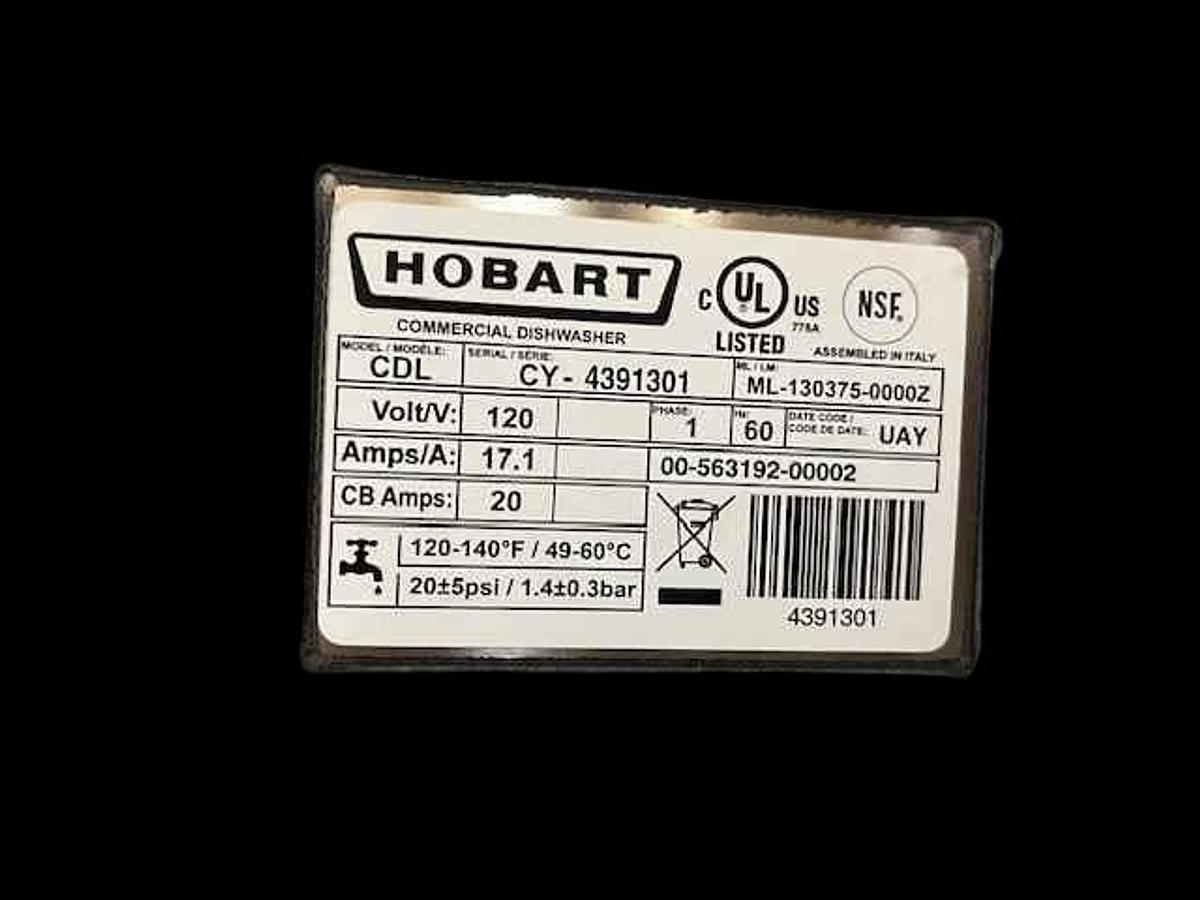 HOBART
COMMERCIAL DISHWASHER
C UL® US
LISTED
778A
NSF®
ASSEMBLED IN ITALY
MODEL / MODÈLE:
CDL
SERIAL / SÉRIE:
CY- 4391301
ML / LM:
ML-130375-0000Z
Volt/V: 120
PHASE:
1
Hz:
60
DATE CODE /
CODE DE DATE: UAY
Amps/A: 17.1
00-563192-00002
CB Amps: 20
120-140°F / 49-60°C
20±5psi / 1.4±0.3bar
4391301